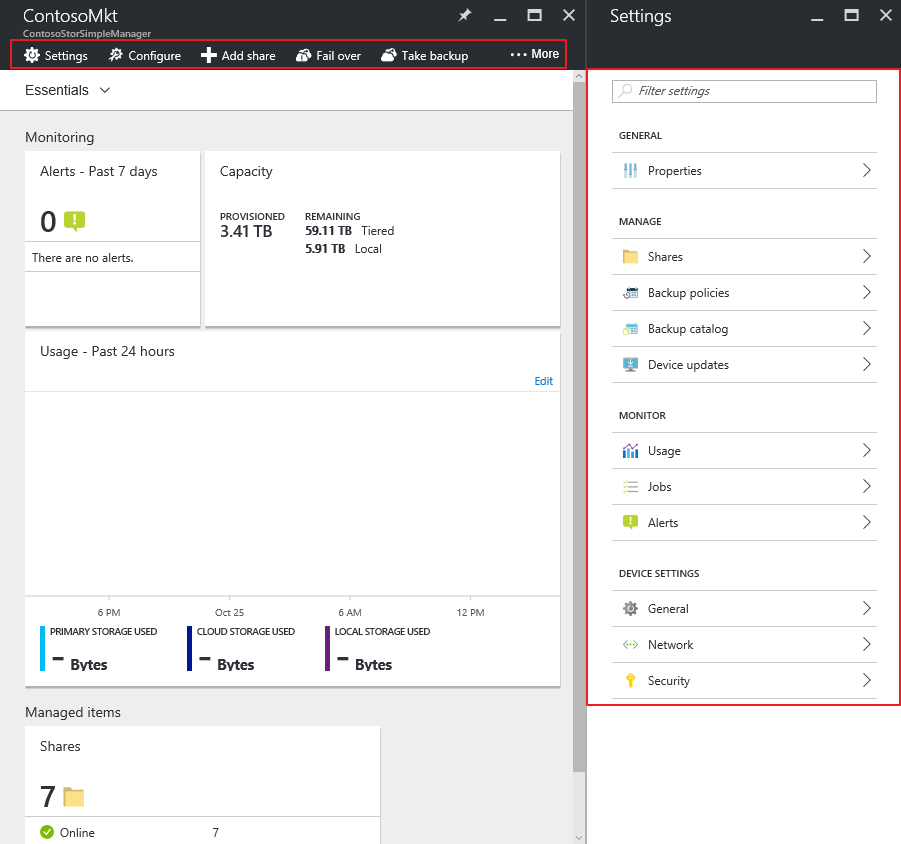 ContosoMkt
ContosoStorSimpleManager
Settings Configure Add share Fail over Take backup ••• More
Essentials
Monitoring
Alerts - Past 7 days
0
There are no alerts.
Capacity
PROVISIONED
3.41 TB
REMAINING
59.11 TB Tiered
5.91 TB Local
Usage - Past 24 hours
Edit
6 PM Oct 25 6 AM 12 PM
PRIMARY STORAGE USED
-- Bytes
CLOUD STORAGE USED
-- Bytes
LOCAL STORAGE USED
-- Bytes
Managed items
Shares
7
Online 7
Settings
Filter settings
GENERAL
Properties
MANAGE
Shares
Backup policies
Backup catalog
Device updates
MONITOR
Usage
Jobs
Alerts
DEVICE SETTINGS
General
Network
Security